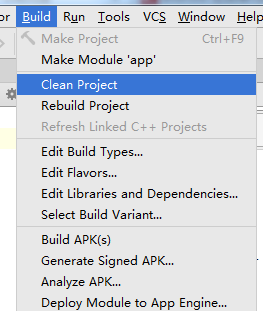 or Build Run Tools VCS Window Help
Make Project Ctrl+F9
Make Module 'app'
Clean Project
Rebuild Project
Refresh Linked C++ Projects
Edit Build Types...
Edit Flavors...
Edit Libraries and Dependencies...
Select Build Variant...
Build APK(s)
Generate Signed APK...
Analyze APK...
Deploy Module to App Engine...